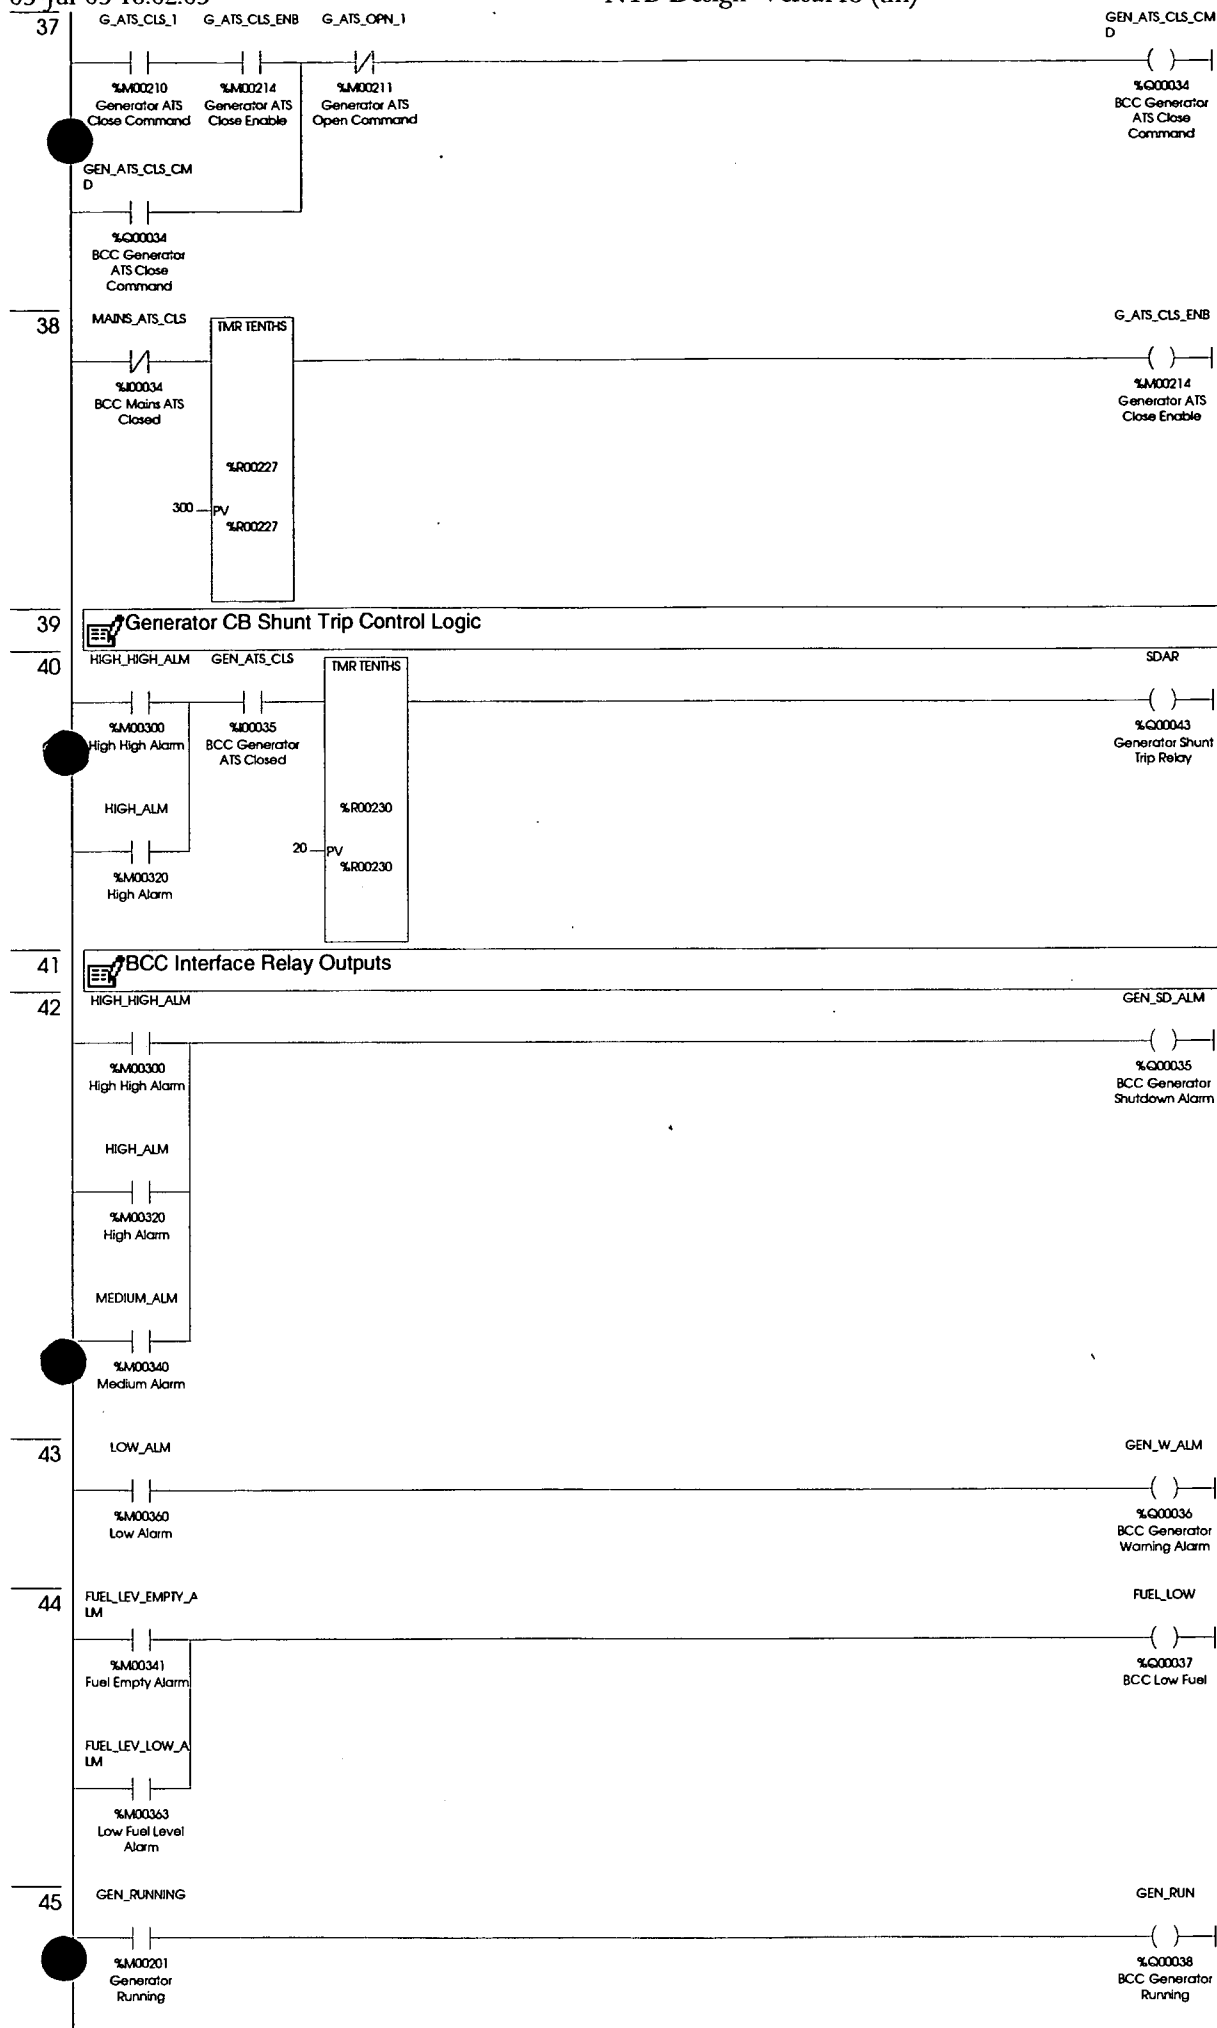 37
G_ATS_CLS_1 G_ATS_CLS_ENB G_ATS_OPN_1
GEN_ATS_CLS_CM
D
%M00210 %M00214 %M00211 %Q00034
Generator ATS Generator ATS Generator ATS BCC Generator
Close Command Close Enable Open Command ATS Close
Command
GEN_ATS_CLS_CM
D
%Q00034
BCC Generator
ATS Close
Command
38
MAINS_ATS_CLS TMR TENTHS G_ATS_CLS_ENB
%I00034 %M00214
BCC Mains ATS Generator ATS
Closed Close Enable
%R00227
300 PV
%R00227
39 Generator CB Shunt Trip Control Logic
40
HIGH_HIGH_ALM GEN_ATS_CLS TMR TENTHS SDAR
%M00300 %I00035 %Q00043
High High Alarm BCC Generator Generator Shunt
ATS Closed Trip Relay
HIGH_ALM %R00230
20 PV
%R00230
%M00320
High Alarm
41 BCC Interface Relay Outputs
42
HIGH_HIGH_ALM GEN_SD_ALM
%M00300 %Q00035
High High Alarm BCC Generator
Shutdown Alarm
HIGH_ALM
%M00320
High Alarm
MEDIUM_ALM
%M00340
Medium Alarm
43
LOW_ALM GEN_W_ALM
%M00360 %Q00036
Low Alarm BCC Generator
Warning Alarm
44
FUEL_LEV_EMPTY_A FUEL_LOW
LM
%M00341 %Q00037
Fuel Empty Alarm BCC Low Fuel
FUEL_LEV_LOW_A
LM
%M00363
Low Fuel Level
Alarm
45
GEN_RUNNING GEN_RUN
%M00201 %Q00038
Generator BCC Generator
Running Running